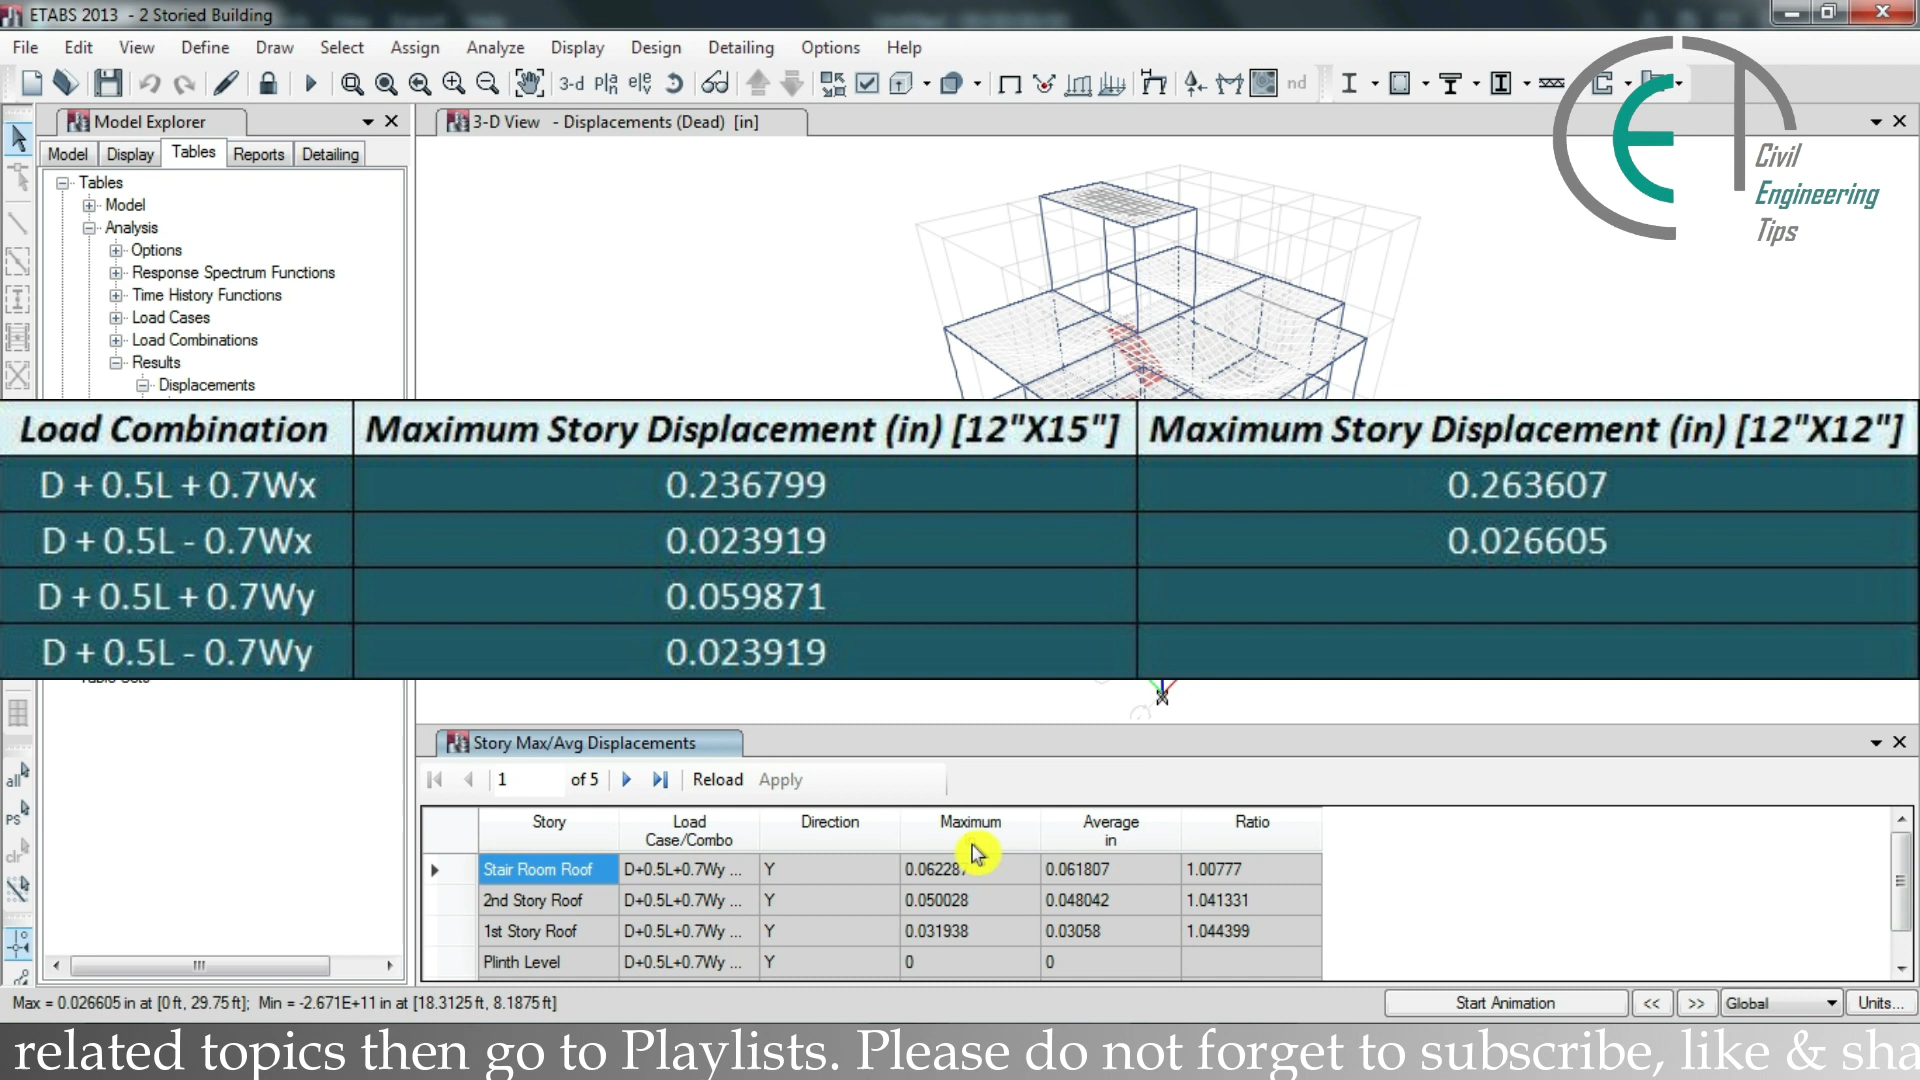 ETABS 2013 - 2 Storied Building
File Edit View Define Draw Select Assign Analyze Display Design Detailing Options Help
3-d nd
Model Explorer
3-D View - Displacements (Dead) [in]
Model Display Tables Reports Detailing
Civil
Engineering
Tips
Tables
Model
Analysis
Options
Response Spectrum Functions
Time History Functions
Load Cases
Load Combinations
Results
Displacements
Load Combination Maximum Story Displacement (in) [12"X15"] Maximum Story Displacement (in) [12"X12"]
D + 0.5L + 0.7Wx 0.236799 0.263607
D + 0.5L - 0.7Wx 0.023919 0.026605
D + 0.5L + 0.7Wy 0.059871
D + 0.5L - 0.7Wy 0.023919
Story Max/Avg Displacements
1 of 5 Reload Apply
Story Load Case/Combo Direction Maximum Average in Ratio
Stair Room Roof D+0.5L+0.7Wy ... Y 0.062287 0.061807 1.00777
2nd Story Roof D+0.5L+0.7Wy ... Y 0.050028 0.048042 1.041331
1st Story Roof D+0.5L+0.7Wy ... Y 0.031938 0.03058 1.044399
Plinth Level D+0.5L+0.7Wy ... Y 0 0
all
PS
clr
Max = 0.026605 in at [0 ft, 29.75 ft]; Min = -2.671E+11 in at [18.3125 ft, 8.1875 ft]
Start Animation << >> Global Units...
related topics then go to Playlists. Please do not forget to subscribe, like & sha